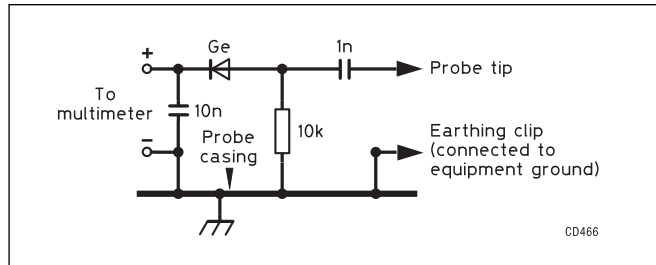 +
Ge
1n
Probe tip
To
multimeter
10n
10k
–
Probe
casing
Earthing clip
(connected to
equipment ground)
CD466